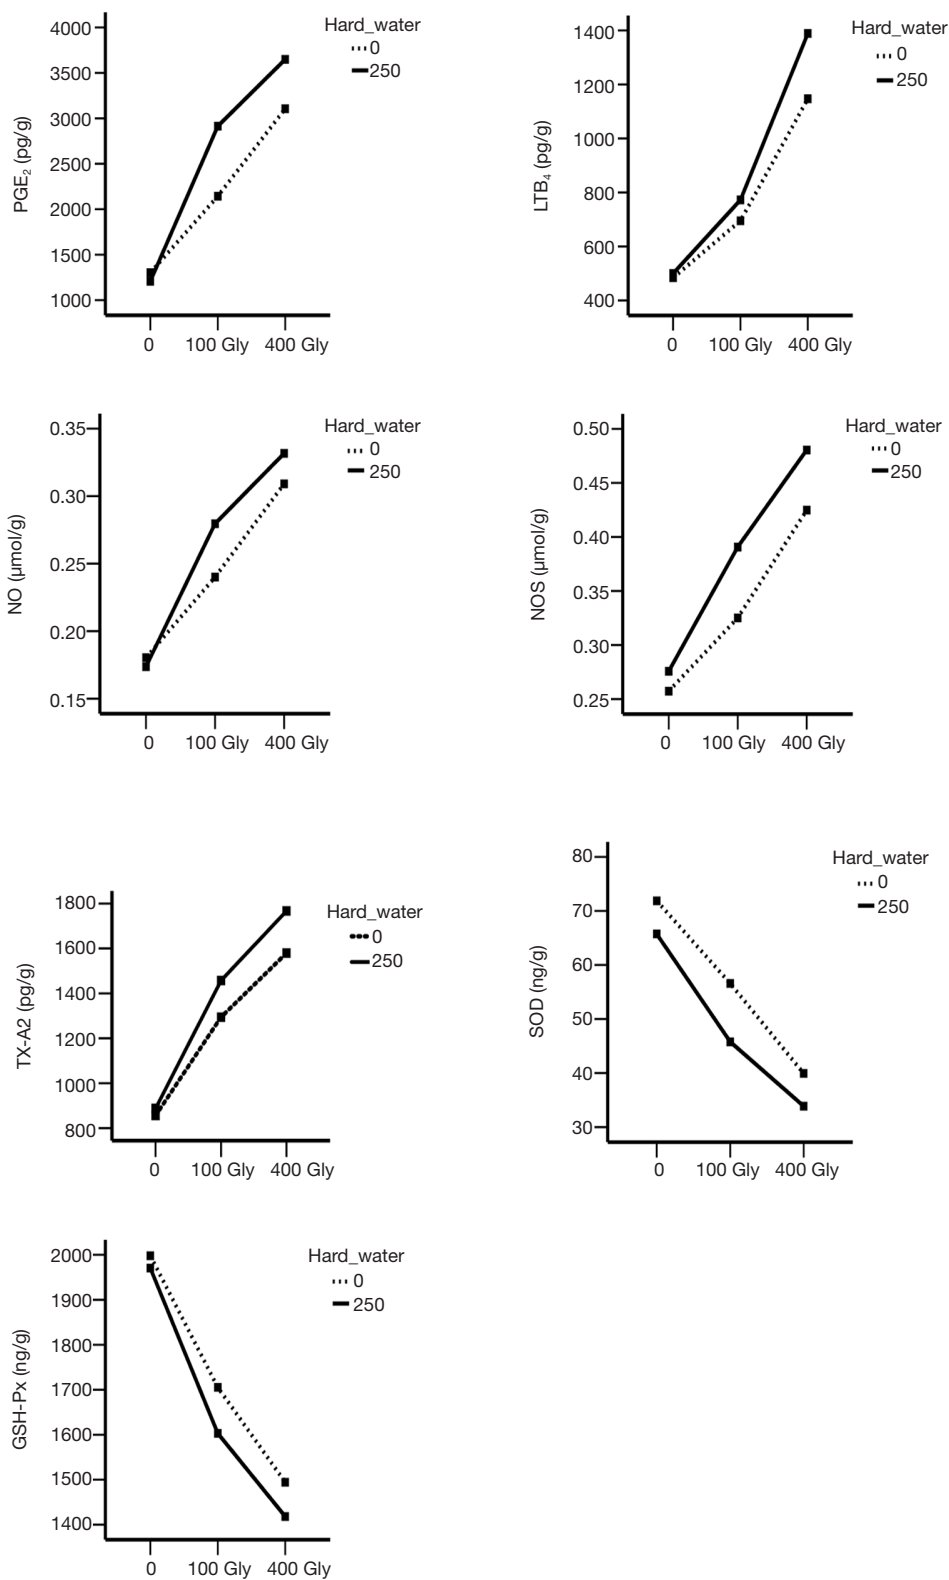 PGE₂ (pg/g)
4000
3500
3000
2500
2000
1500
1000
0 100 Gly 400 Gly
Hard_water
0
250
LTB₄ (pg/g)
1400
1200
1000
800
600
400
0 100 Gly 400 Gly
Hard_water
0
250
NO (μmol/g)
0.35
0.30
0.25
0.20
0.15
0 100 Gly 400 Gly
Hard_water
0
250
NOS (μmol/g)
0.50
0.45
0.40
0.35
0.30
0.25
0 100 Gly 400 Gly
Hard_water
0
250
TX-A2 (pg/g)
1800
1600
1400
1200
1000
800
0 100 Gly 400 Gly
Hard_water
0
250
SOD (ng/g)
80
70
60
50
40
30
0 100 Gly 400 Gly
Hard_water
0
250
GSH-Px (ng/g)
2000
1900
1800
1700
1600
1500
1400
0 100 Gly 400 Gly
Hard_water
0
250